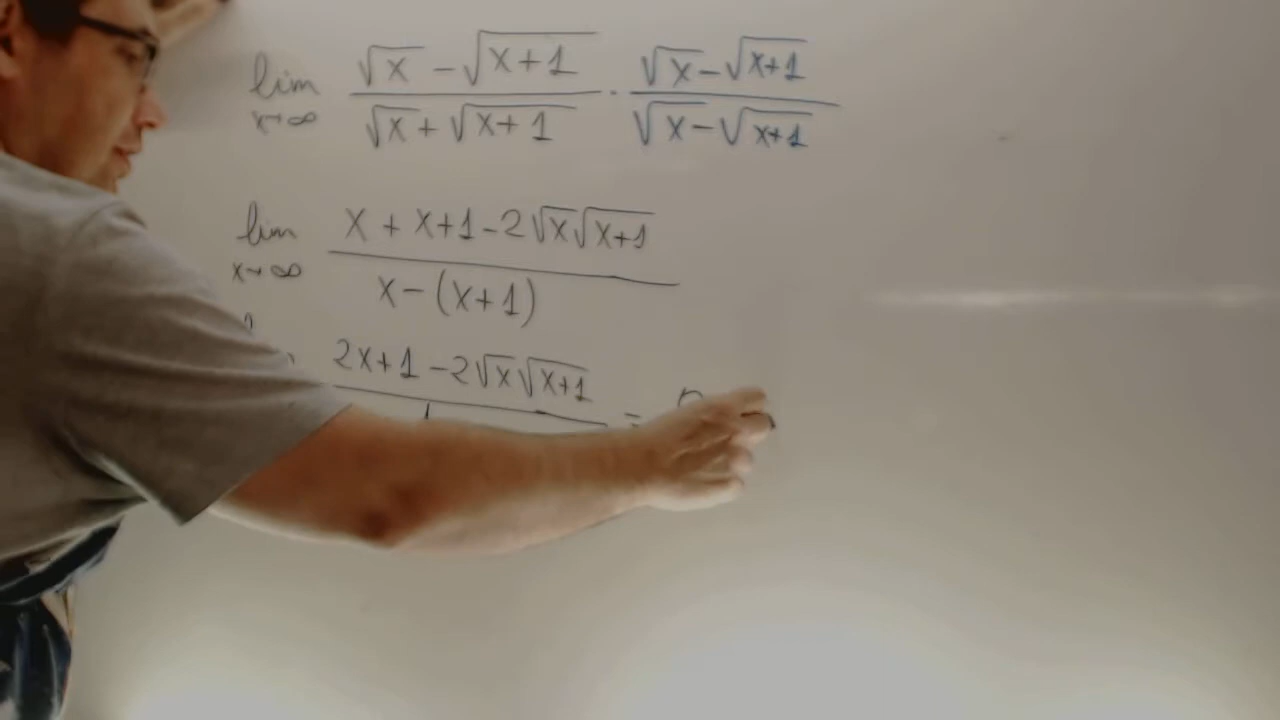 lim x→∞ (√x − √(x+1)) / (√x + √(x+1)) · (√x − √(x+1)) / (√x − √(x+1))
lim x→∞ (x + x+1 − 2√x√(x+1)) / (x − (x+1))
2x+1 − 2√x√(x+1) =